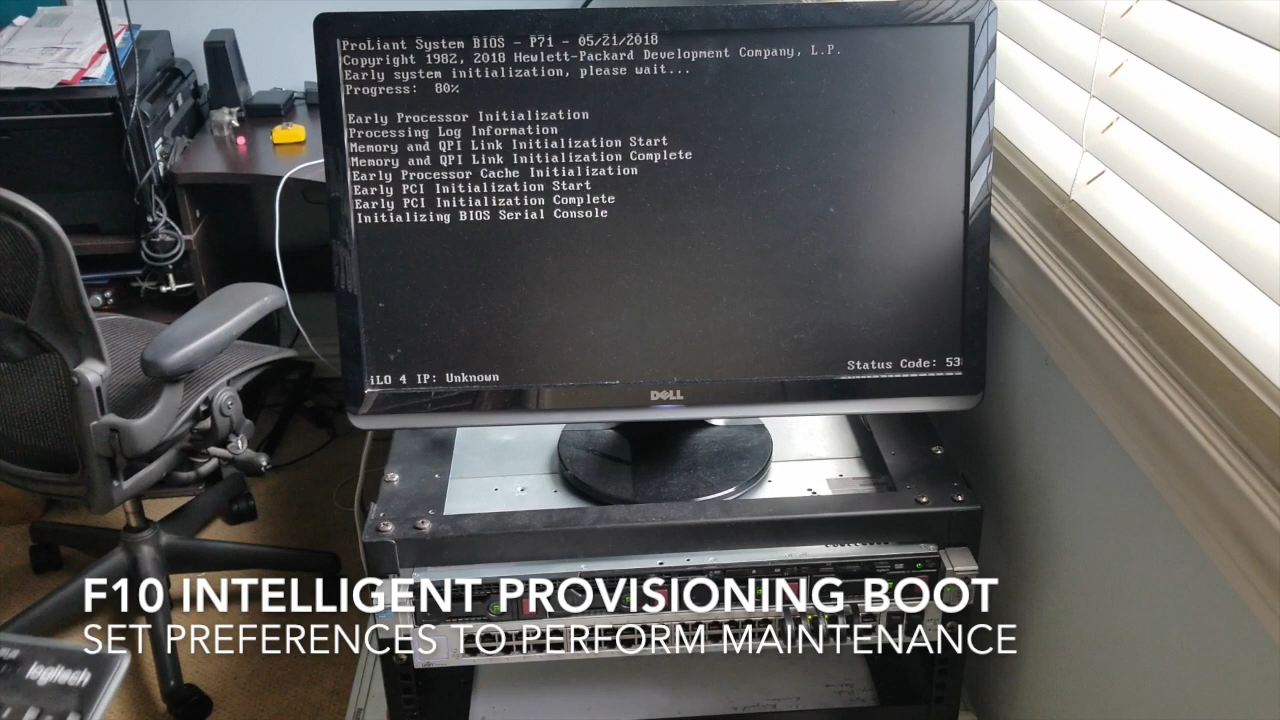 ProLiant System BIOS - P71 - 05/21/2018
Copyright 1982, 2018 Hewlett-Packard Development Company, L.P.
Early system initialization, please wait...
Progress: 80%
Early Processor Initialization
Processing Log Information
Memory and QPI Link Initialization Start
Memory and QPI Link Initialization Complete
Early Processor Cache Initialization
Early PCI Initialization Start
Early PCI Initialization Complete
Initializing BIOS Serial Console
iLO 4 IP: Unknown
Status Code: 53
DELL
F10 INTELLIGENT PROVISIONING BOOT
SET PREFERENCES TO PERFORM MAINTENANCE
logitech